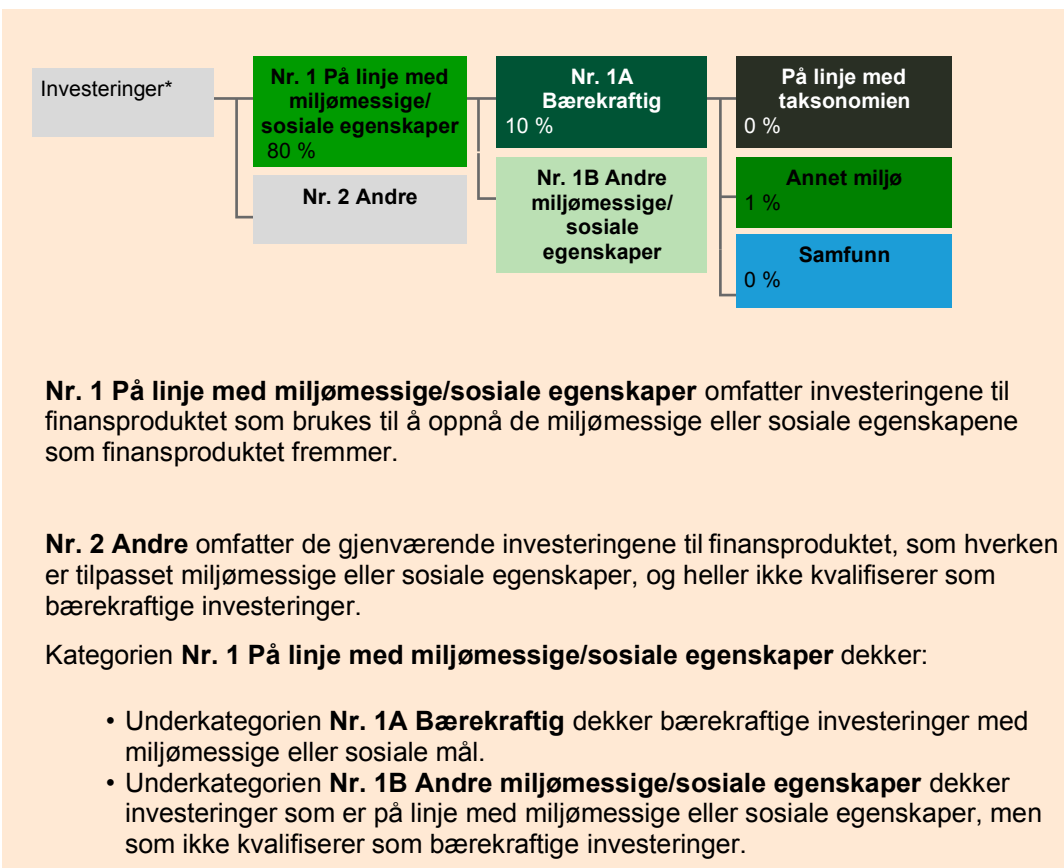 Investeringer*
Nr. 1 På linje med
miljømessige/
sosiale egenskaper
80 %
Nr. 2 Andre
Nr. 1A
Bærekraftig
10 %
Nr. 1B Andre
miljømessige/
sosiale
egenskaper
På linje med
taksonomien
0 %
Annet miljø
1 %
Samfunn
0 %
Nr. 1 På linje med miljømessige/sosiale egenskaper omfatter investeringene til
finansproduktet som brukes til å oppnå de miljømessige eller sosiale egenskapene
som finansproduktet fremmer.
Nr. 2 Andre omfatter de gjenværende investeringene til finansproduktet, som hverken
er tilpasset miljømessige eller sosiale egenskaper, og heller ikke kvalifiserer som
bærekraftige investeringer.
Kategorien Nr. 1 På linje med miljømessige/sosiale egenskaper dekker:
• Underkategorien Nr. 1A Bærekraftig dekker bærekraftige investeringer med
miljømessige eller sosiale mål.
• Underkategorien Nr. 1B Andre miljømessige/sosiale egenskaper dekker
investeringer som er på linje med miljømessige eller sosiale egenskaper, men
som ikke kvalifiserer som bærekraftige investeringer.